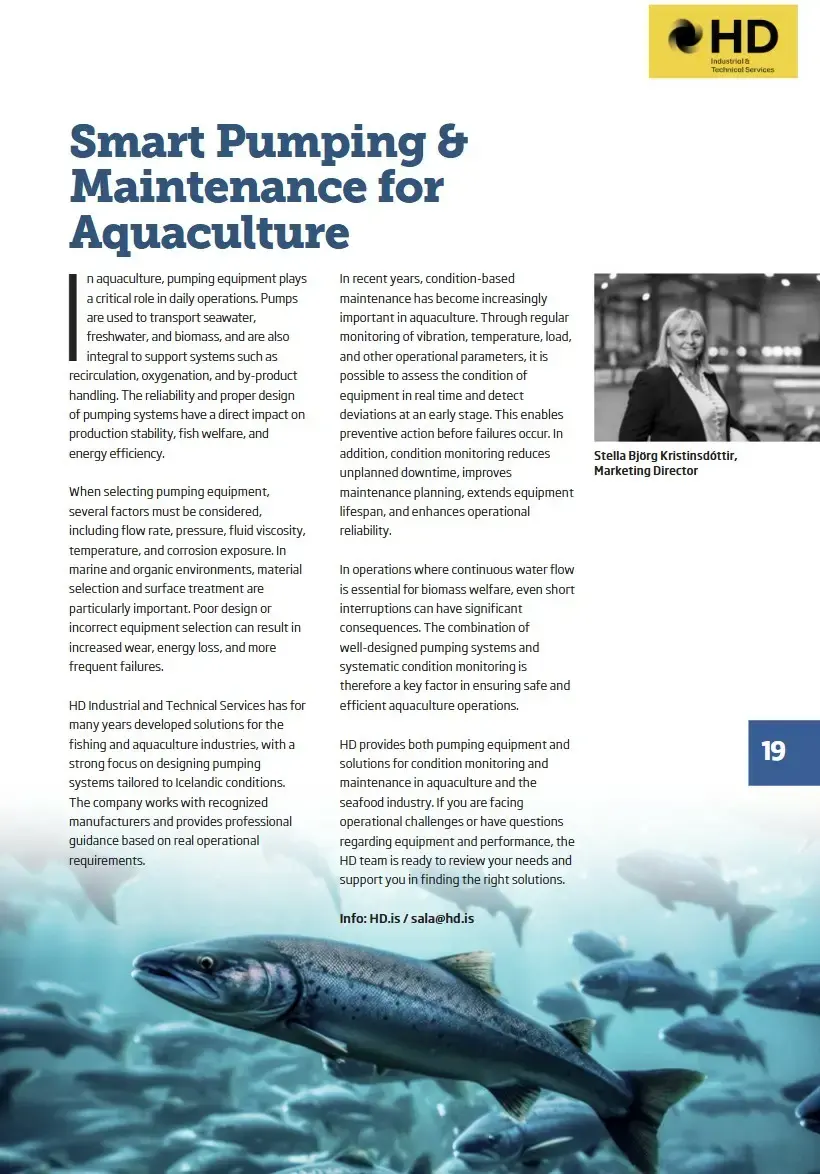 HD
Industrial &
Technical Services
Smart Pumping &
Maintenance for
Aquaculture
In aquaculture, pumping equipment plays
a critical role in daily operations. Pumps
are used to transport seawater,
freshwater, and biomass, and are also
integral to support systems such as
recirculation, oxygenation, and by-product
handling. The reliability and proper design
of pumping systems have a direct impact on
production stability, fish welfare, and
energy efficiency.
When selecting pumping equipment,
several factors must be considered,
including flow rate, pressure, fluid viscosity,
temperature, and corrosion exposure. In
marine and organic environments, material
selection and surface treatment are
particularly important. Poor design or
incorrect equipment selection can result in
increased wear, energy loss, and more
frequent failures.
HD Industrial and Technical Services has for
many years developed solutions for the
fishing and aquaculture industries, with a
strong focus on designing pumping
systems tailored to Icelandic conditions.
The company works with recognized
manufacturers and provides professional
guidance based on real operational
requirements.
In recent years, condition-based
maintenance has become increasingly
important in aquaculture. Through regular
monitoring of vibration, temperature, load,
and other operational parameters, it is
possible to assess the condition of
equipment in real time and detect
deviations at an early stage. This enables
preventive action before failures occur. In
addition, condition monitoring reduces
unplanned downtime, improves
maintenance planning, extends equipment
lifespan, and enhances operational
reliability.
In operations where continuous water flow
is essential for biomass welfare, even short
interruptions can have significant
consequences. The combination of
well-designed pumping systems and
systematic condition monitoring is
therefore a key factor in ensuring safe and
efficient aquaculture operations.
HD provides both pumping equipment and
solutions for condition monitoring and
maintenance in aquaculture and the
seafood industry. If you are facing
operational challenges or have questions
regarding equipment and performance, the
HD team is ready to review your needs and
support you in finding the right solutions.
Info: HD.is / sala@hd.is
Stella Björg Kristinsdóttir,
Marketing Director
19